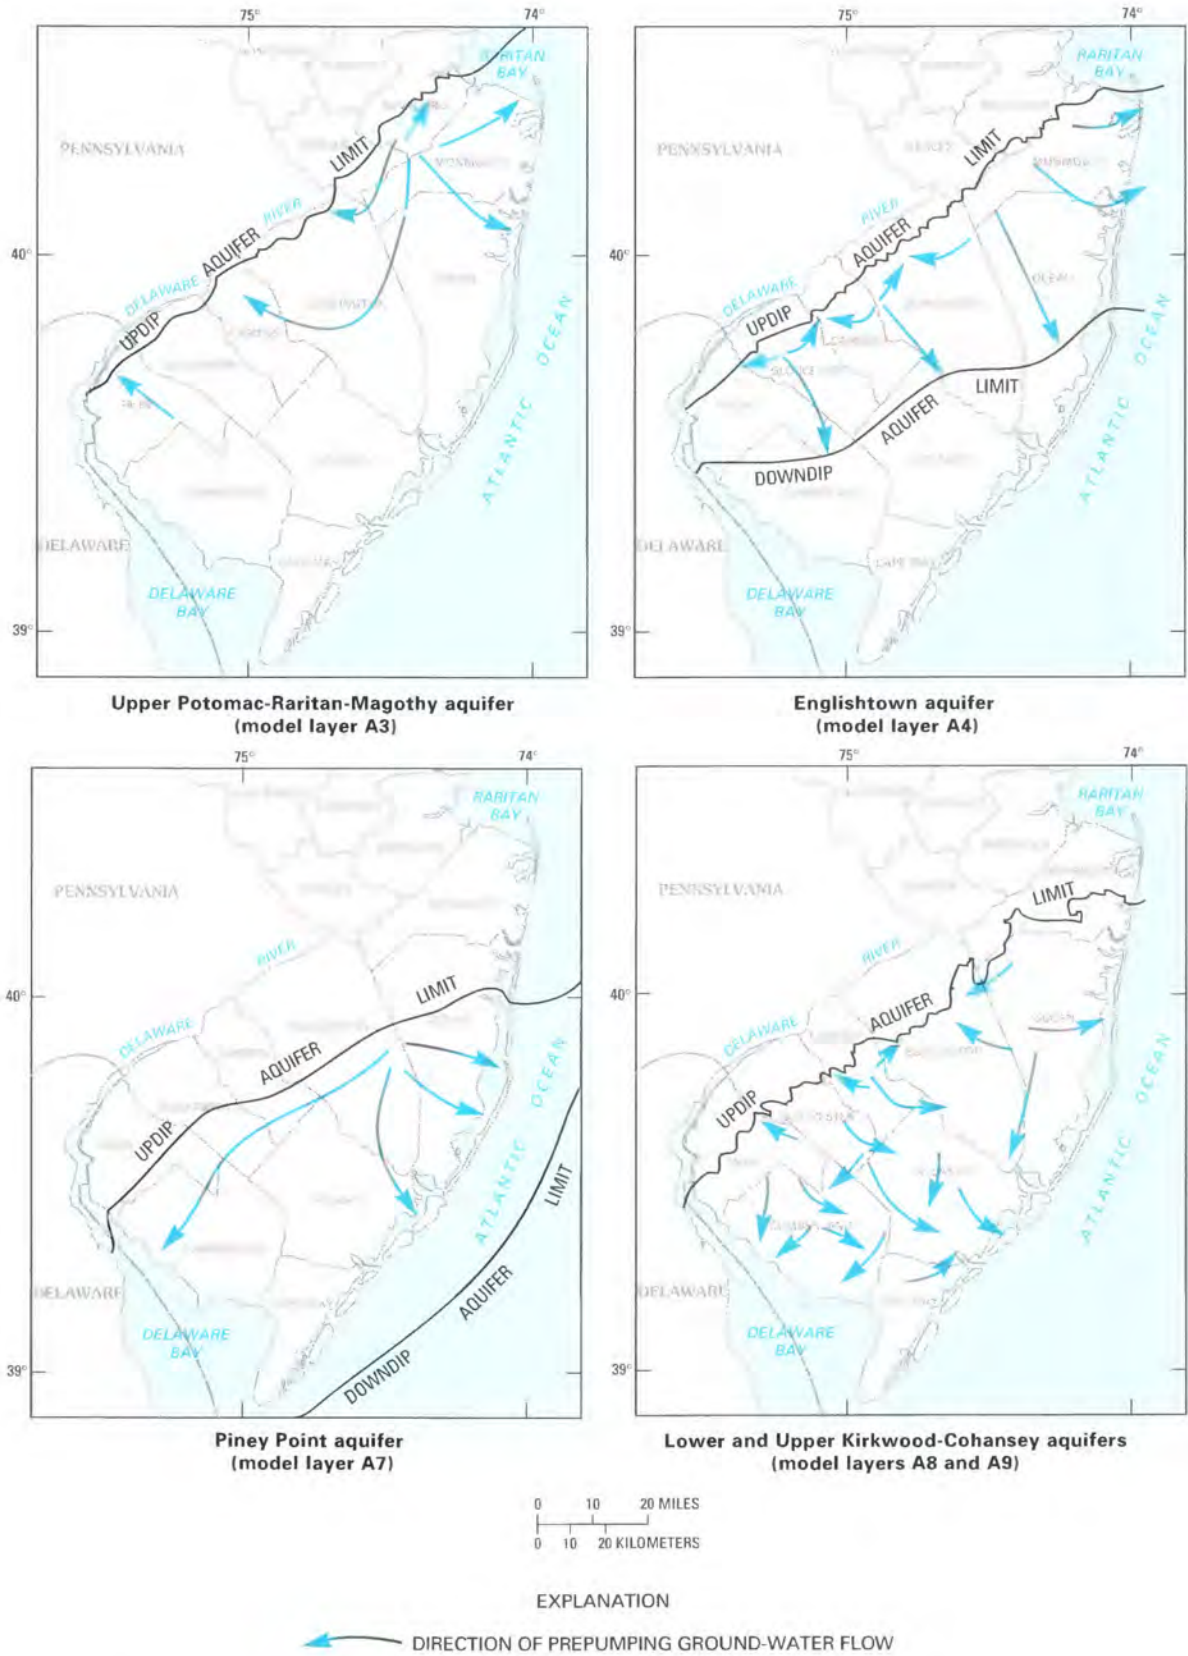 75°
74°
RARITAN
BAY
PENNSYLVANIA
LIMIT
RIVER
40°
AQUIFER
DELAWARE
UPDIP
OCEAN
ATLANTIC
DELAWARE
DELAWARE
BAY
39°
Upper Potomac-Raritan-Magothy aquifer
(model layer A3)
75°
74°
RARITAN
BAY
PENNSYLVANIA
LIMIT
RIVER
40°
AQUIFER
OCEAN
DELAWARE
UPDIP
OCEAN
LIMIT
AQUIFER
ATLANTIC
DOWNDIP
DELAWARE
CAPE MAY
DELAWARE
BAY
39°
Englishtown aquifer
(model layer A4)
75°
74°
RARITAN
BAY
PENNSYLVANIA
RIVER
LIMIT
40°
DELAWARE
AQUIFER
OCEAN
UPDIP
ATLANTIC
LIMIT
DELAWARE
AQUIFER
DELAWARE
BAY
39°
DOWNDIP
Piney Point aquifer
(model layer A7)
75°
74°
RARITAN
BAY
PENNSYLVANIA
LIMIT
RIVER
40°
AQUIFER
OCEAN
DELAWARE
OCEAN
UPDIP
ATLANTIC
DELAWARE
DELAWARE
BAY
39°
Lower and Upper Kirkwood-Cohansey aquifers
(model layers A8 and A9)
0 10 20 MILES
0 10 20 KILOMETERS
EXPLANATION
DIRECTION OF PREPUMPING GROUND-WATER FLOW